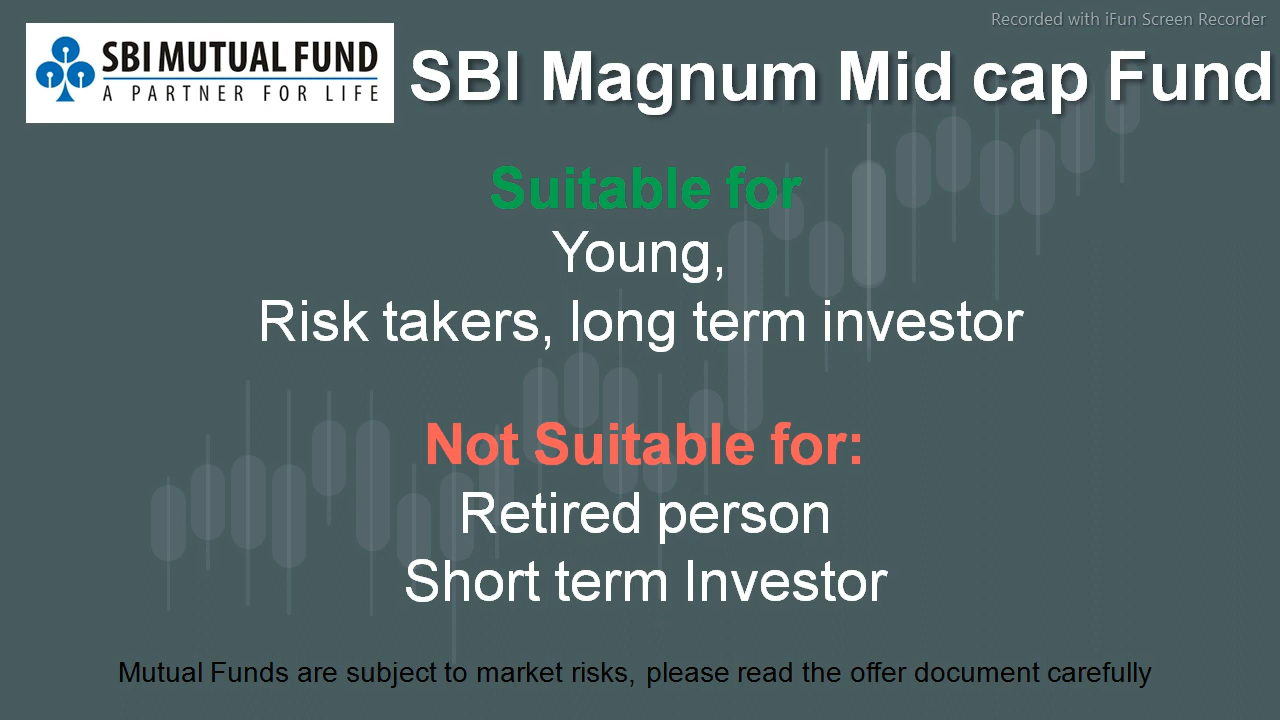 Recorded with iFun Screen Recorder
SBI MUTUAL FUND
A PARTNER FOR LIFE
SBI Magnum Mid cap Fund
Suitable for
Young,
Risk takers, long term investor
Not Suitable for:
Retired person
Short term Investor
Mutual Funds are subject to market risks, please read the offer document carefully